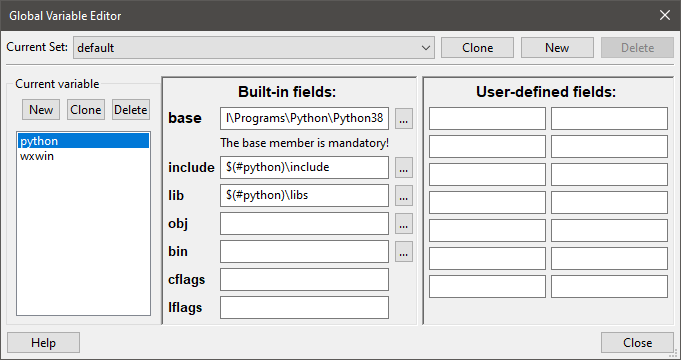 Global Variable Editor
Current Set: default Clone New Delete
Current variable
New Clone Delete
python
wxwin
Built-in fields:
base l\Programs\Python\Python38 ...
The base member is mandatory!
include $(#python)\include ...
lib $(#python)\libs ...
obj ...
bin ...
cflags
lflags
User-defined fields:
Help Close